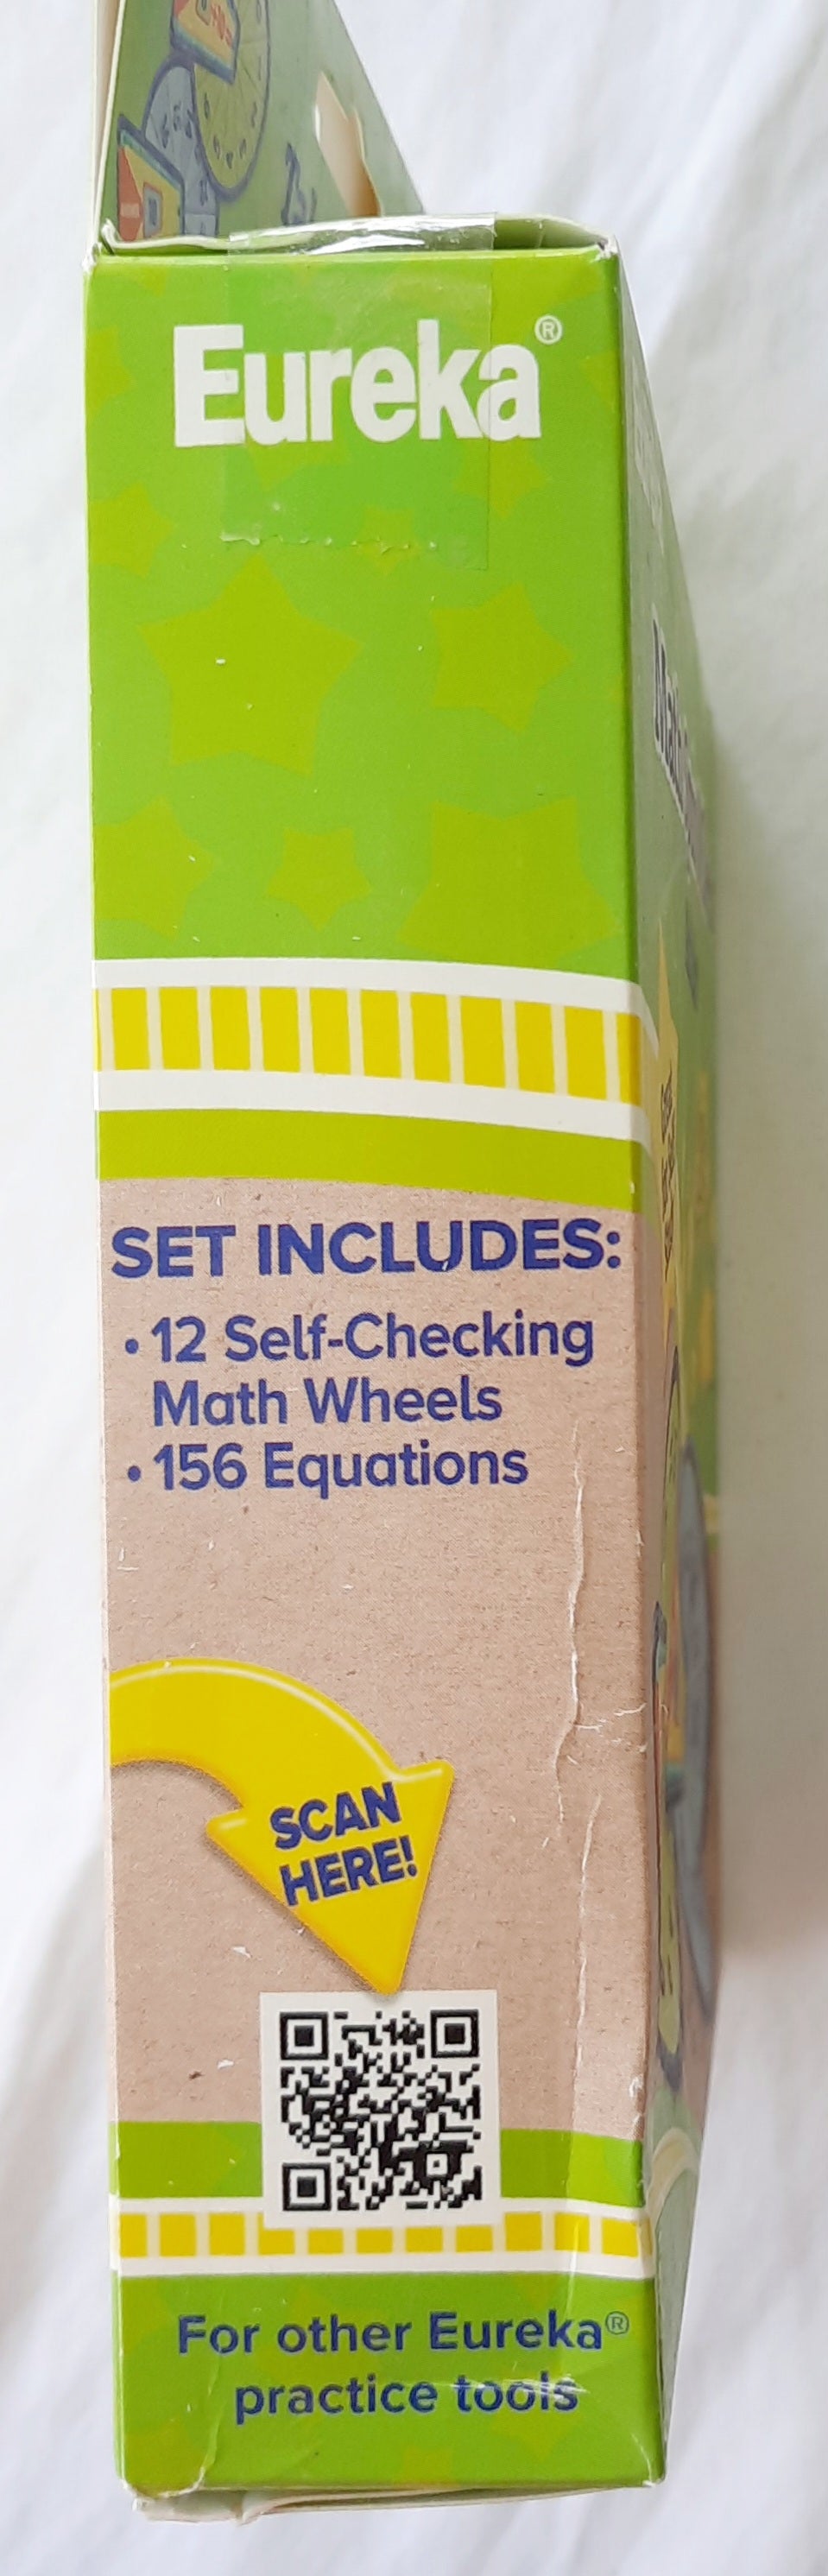 Eureka®
SET INCLUDES:
• 12 Self-Checking
Math Wheels
• 156 Equations
SCAN
HERE!
For other Eureka®
practice tools